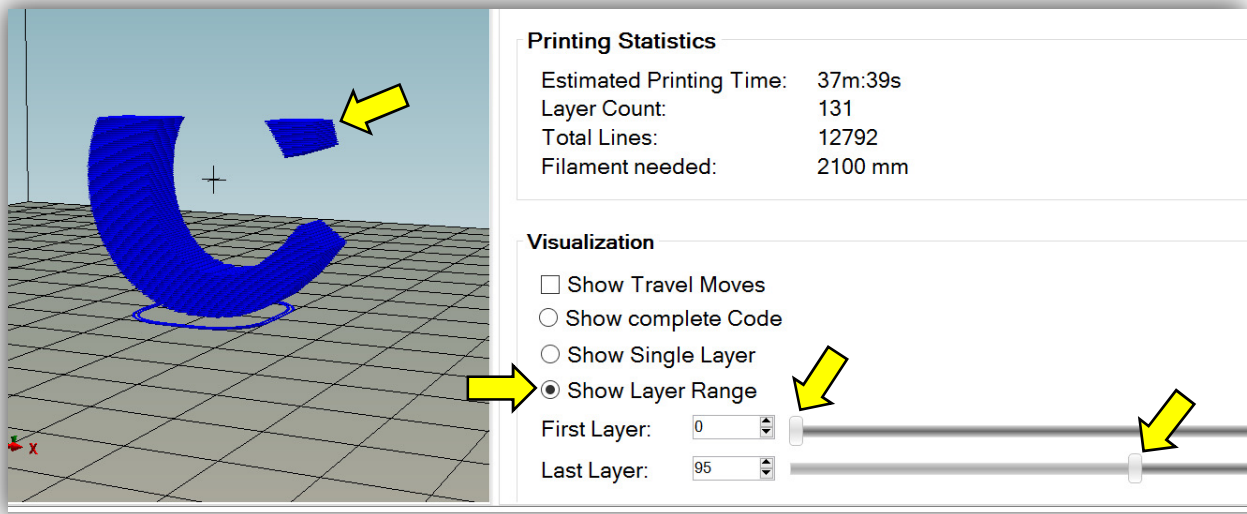 Printing Statistics
Estimated Printing Time: 37m:39s
Layer Count: 131
Total Lines: 12792
Filament needed: 2100 mm
Visualization
Show Travel Moves
Show complete Code
Show Single Layer
Show Layer Range
First Layer: 0
Last Layer: 95
X